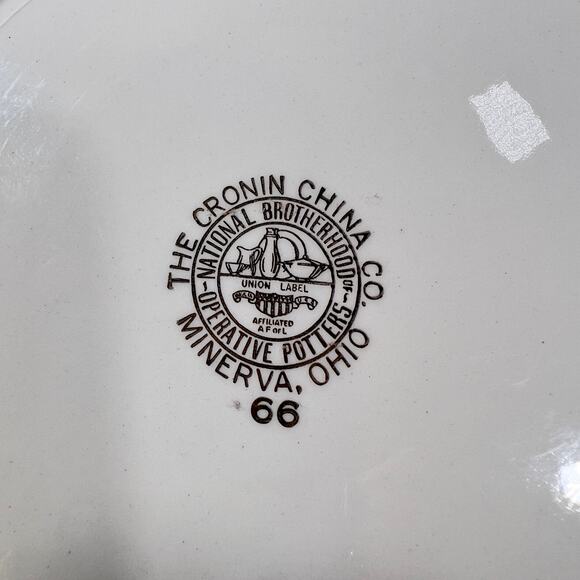 THE CRONIN CHINA CO.
NATIONAL BROTHERHOOD OF
OPERATIVE POTTERS
UNION LABEL
AFFILIATED
A F of L
MINERVA, OHIO
66